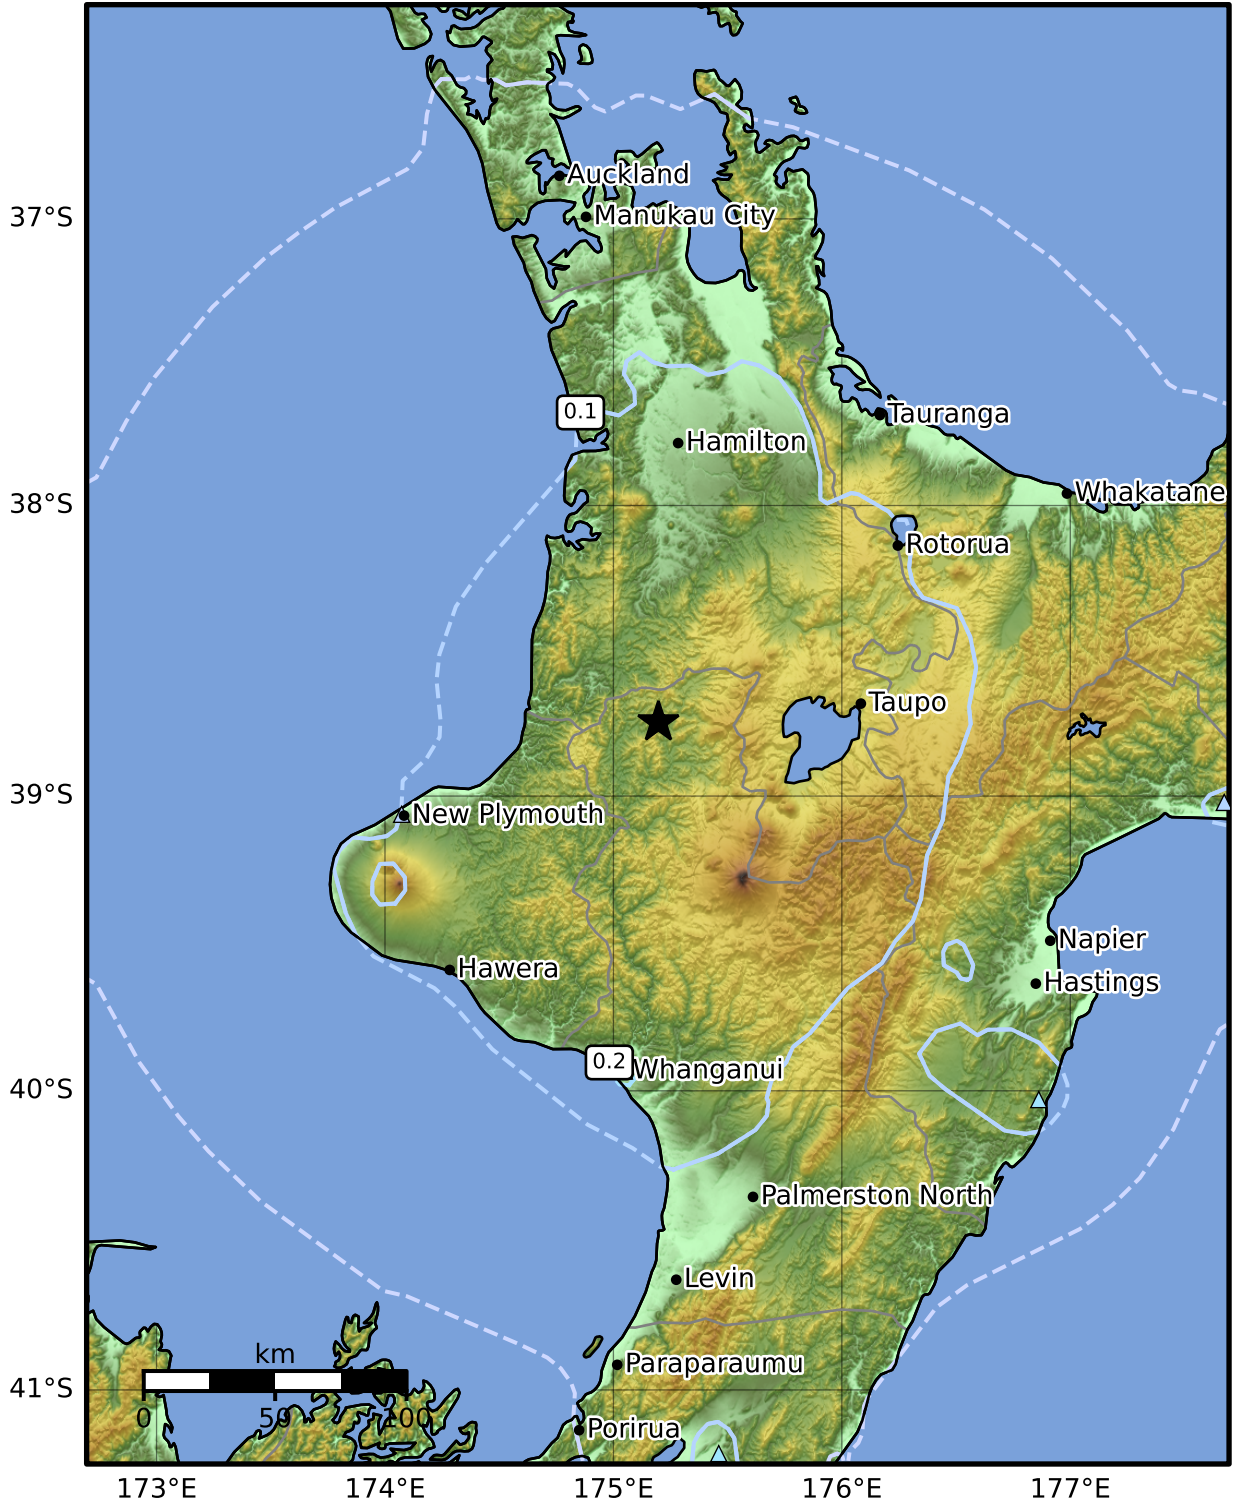 Auckland
37°S
Manukau City
0.1
Tauranga
Hamilton
38°S
Whakatane
Rotorua
Taupo
39°S
New Plymouth
Napier
Hawera
Hastings
0.2
Whanganui
40°S
Palmerston North
Levin
km
Paraparaumu
41°S
0
50
100
Porirua
173°E
174°E
175°E
176°E
177°E